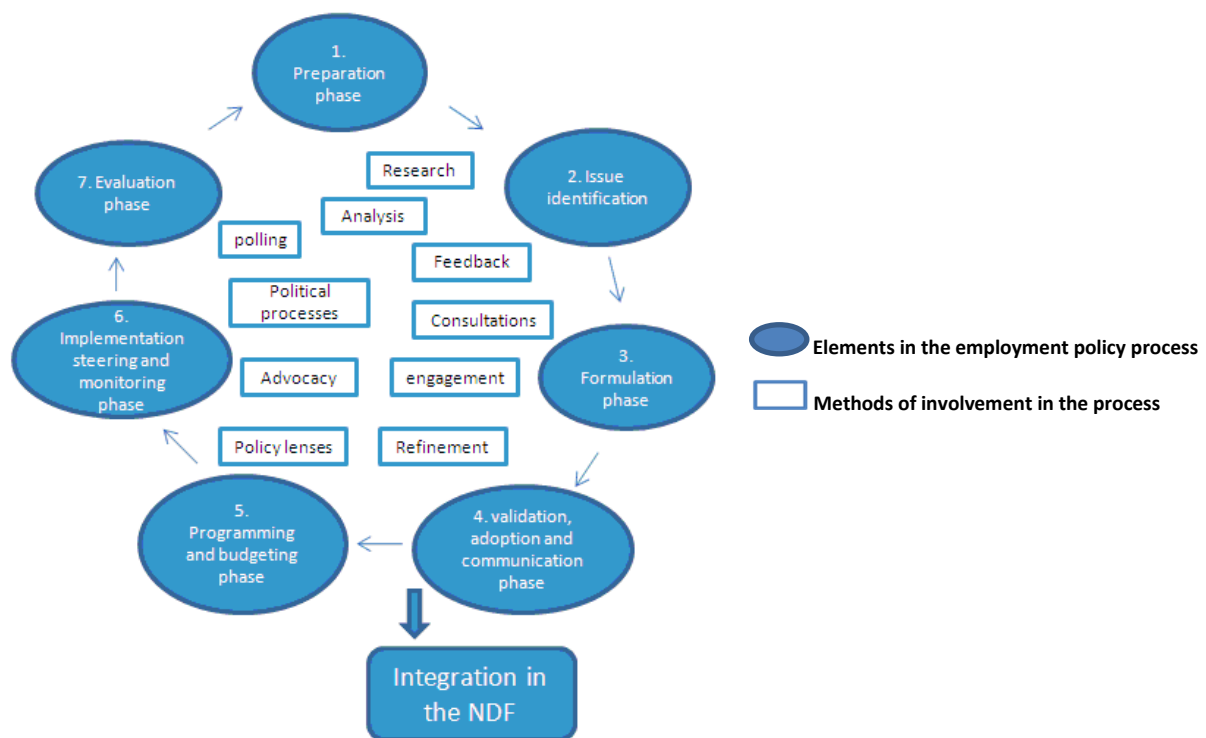 1.
Preparation
phase
2. Issue
identification
3.
Formulation
phase
4. validation,
adoption and
communication
phase
5.
Programming
and budgeting
phase
6.
Implementation
steering and
monitoring
phase
7. Evaluation
phase
Research
Analysis
polling
Feedback
Political
processes
Consultations
Advocacy
engagement
Policy lenses
Refinement
Integration in
the NDF
Elements in the employment policy process
Methods of involvement in the process